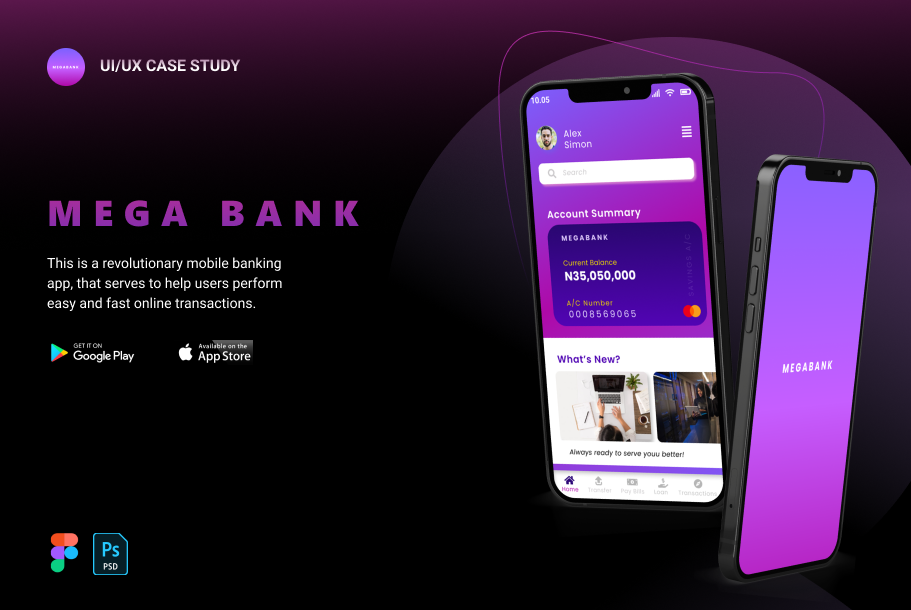 MEGABANK
UI/UX CASE STUDY
MEGA BANK
This is a revolutionary mobile banking
app, that serves to help users perform
easy and fast online transactions.
GET IT ON
Google Play
Available on the
App Store
Ps
PSD
10.05
Alex
Simon
Search
Account Summary
MEGABANK
SAVINGS A/C
Current Balance
N35,050,000
A/C Number
0008569065
What's New?
Always ready to serve youu better!
Home
Transfer
Pay Bills
Loan
Transactions
MEGABANK